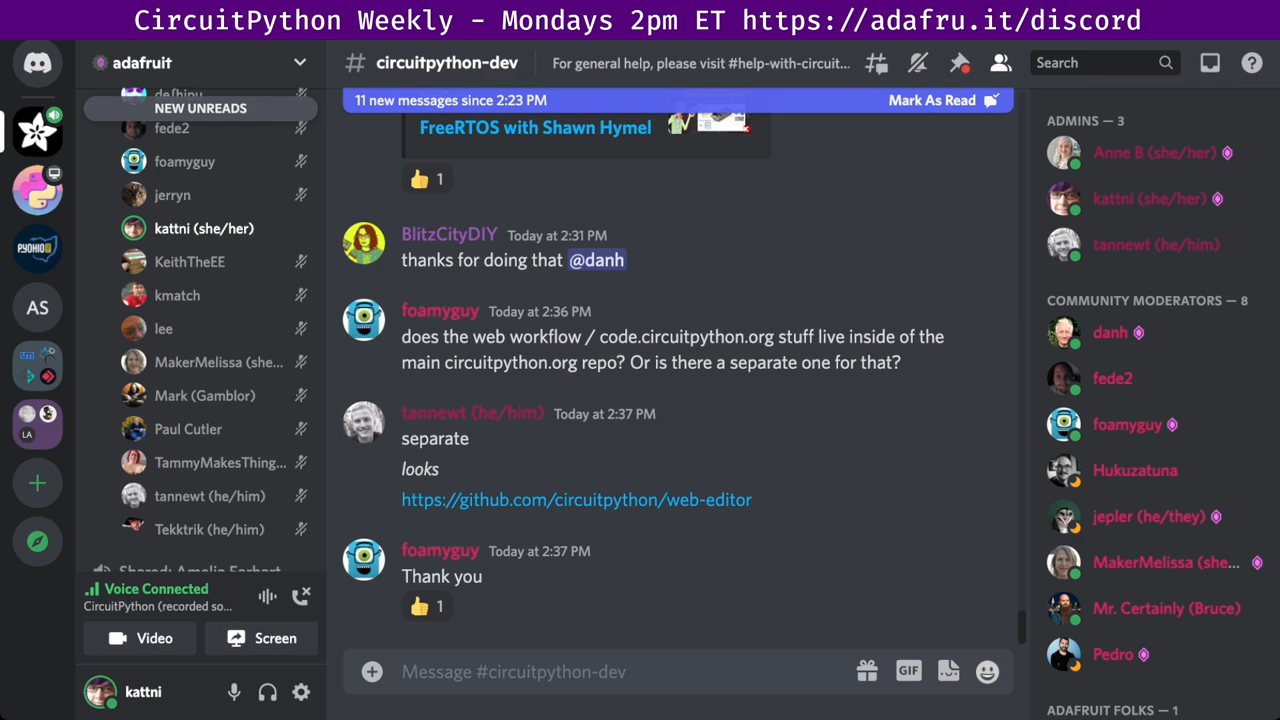 CircuitPython Weekly - Mondays 2pm ET https://adafru.it/discord
adafruit
NEW UNREADS
fede2
foamyguy
jerryn
kattni (she/her)
KeithTheEE
kmatch
lee
MakerMelissa (she...
Mark (Gamblor)
Paul Cutler
TammyMakesThing...
tannewt (he/him)
Tekktrik (he/him)
Voice Connected
CircuitPython (recorded so...
Video
Screen
kattni
AS
LA
# circuitpython-dev
For general help, please visit #help-with-circuit...
Search
11 new messages since 2:23 PM
Mark As Read
FreeRTOS with Shawn Hymel
1
BlitzCityDIY Today at 2:31 PM
thanks for doing that @danh
foamyguy Today at 2:36 PM
does the web workflow / code.circuitpython.org stuff live inside of the
main circuitpython.org repo? Or is there a separate one for that?
tannewt (he/him) Today at 2:37 PM
separate
looks
https://github.com/circuitpython/web-editor
foamyguy Today at 2:37 PM
Thank you
1
Message #circuitpython-dev
GIF
ADMINS — 3
Anne B (she/her)
kattni (she/her)
tannewt (he/him)
COMMUNITY MODERATORS — 8
danh
fede2
foamyguy
Hukuzatuna
jepler (he/they)
MakerMelissa (she...
Mr. Certainly (Bruce)
Pedro
ADAFRUIT FOLKS — 1